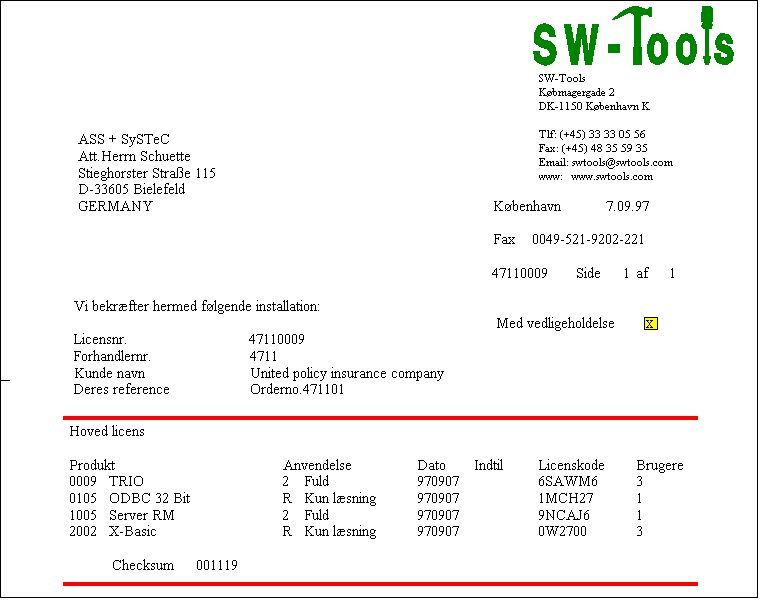 SW-Tools
SW-Tools
Købmagergade 2
DK-1150 København K
Tlf: (+45) 33 33 05 56
Fax: (+45) 48 35 59 35
Email: swtools@swtools.com
www: www.swtools.com
ASS + SySTeC
Att.Herrn Schuette
Stieghorster Straße 115
D-33605 Bielefeld
GERMANY
København 7.09.97
Fax 0049-521-9202-221
47110009 Side 1 af 1
Vi bekræfter hermed følgende installation:
Med vedligeholdelse X
Licensnr. 47110009
Forhandlernr. 4711
Kunde navn United policy insurance company
Deres reference Orderno.471101
Hoved licens
Produkt Anvendelse Dato Indtil Licenskode Brugere
0009 TRIO 2 Fuld 970907 6SAWM6 3
0105 ODBC 32 Bit R Kun læsning 970907 1MCH27 1
1005 Server RM 2 Fuld 970907 9NCAJ6 1
2002 X-Basic R Kun læsning 970907 0W2700 3
Checksum 001119